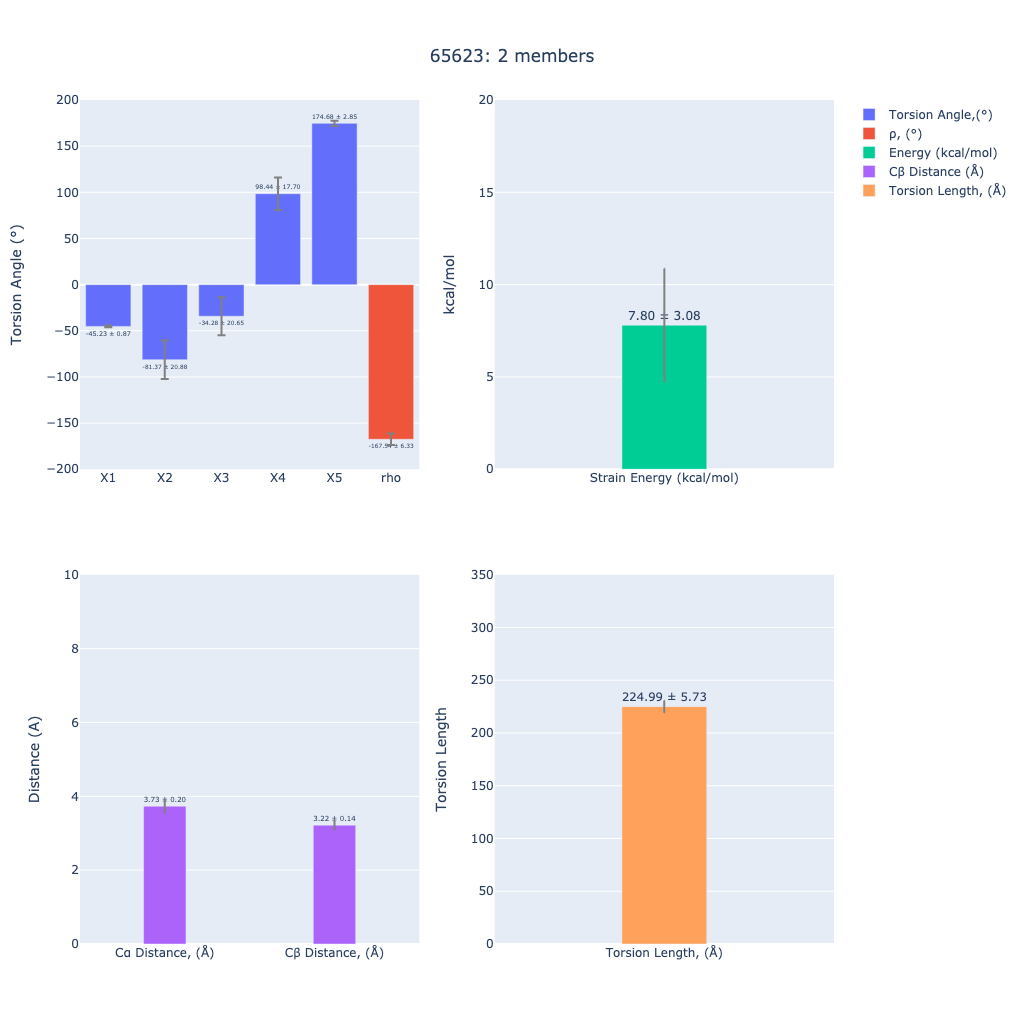 65623: 2 members
200
150
100
50
0
−50
−100
−150
−200
Torsion Angle (°)
-45.23 ± 0.87
-81.37 ± 20.88
-34.28 ± 20.65
98.44 ± 17.70
174.68 ± 2.85
X1
X2
X3
X4
X5
rho
20
15
10
5
0
kcal/mol
7.80 ± 3.08
Strain Energy (kcal/mol)
Torsion Angle,(°)
ρ, (°)
Energy (kcal/mol)
Cβ Distance (Å)
Torsion Length, (Å)
10
8
6
4
2
0
Distance (A)
3.73 ± 0.20
3.22 ± 0.14
Cα Distance, (Å)
Cβ Distance, (Å)
350
300
250
200
150
100
50
0
Torsion Length
224.99 ± 5.73
Torsion Length, (Å)